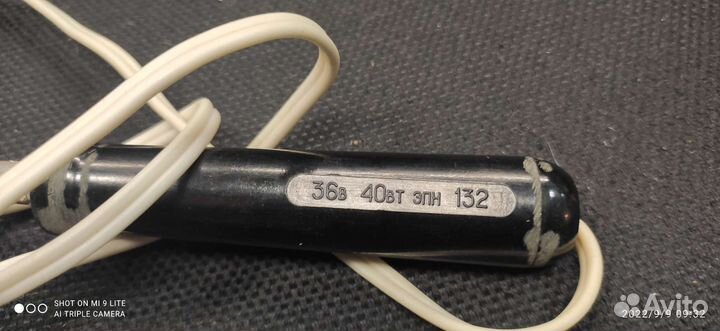 36В 40ВТ ЭПН 132
SHOT ON MI 9 LITE
AI TRIPLE CAMERA
Avito
2022/9/9 09:32